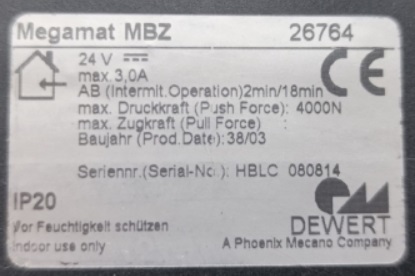 Megamat MBZ 26764
24 V
max. 3,0A
AB (Intermit. Operation)2min/18min
max. Druckkraft (Push Force): 4000N
max. Zugkraft (Pull Force)
Baujahr (Prod.Date): 38/03
Seriennr.(Serial-No.): HBLC 080814
CE
IP20
Vor Feuchtigkeit schützen
Indoor use only
DEWERT
A Phoenix Mecano Company